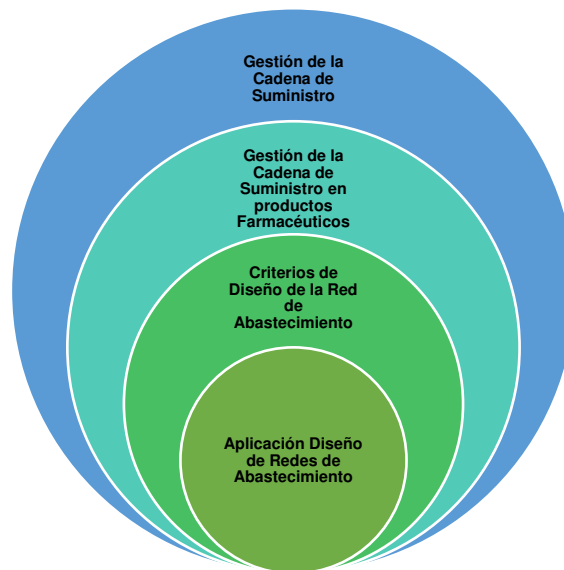 Gestión de la
Cadena de
Suministro
Gestión de la
Cadena de
Suministro en
productos
Farmacéuticos
Criterios de
Diseño de la Red
de
Abastecimiento
Aplicación Diseño
de Redes de
Abastecimiento